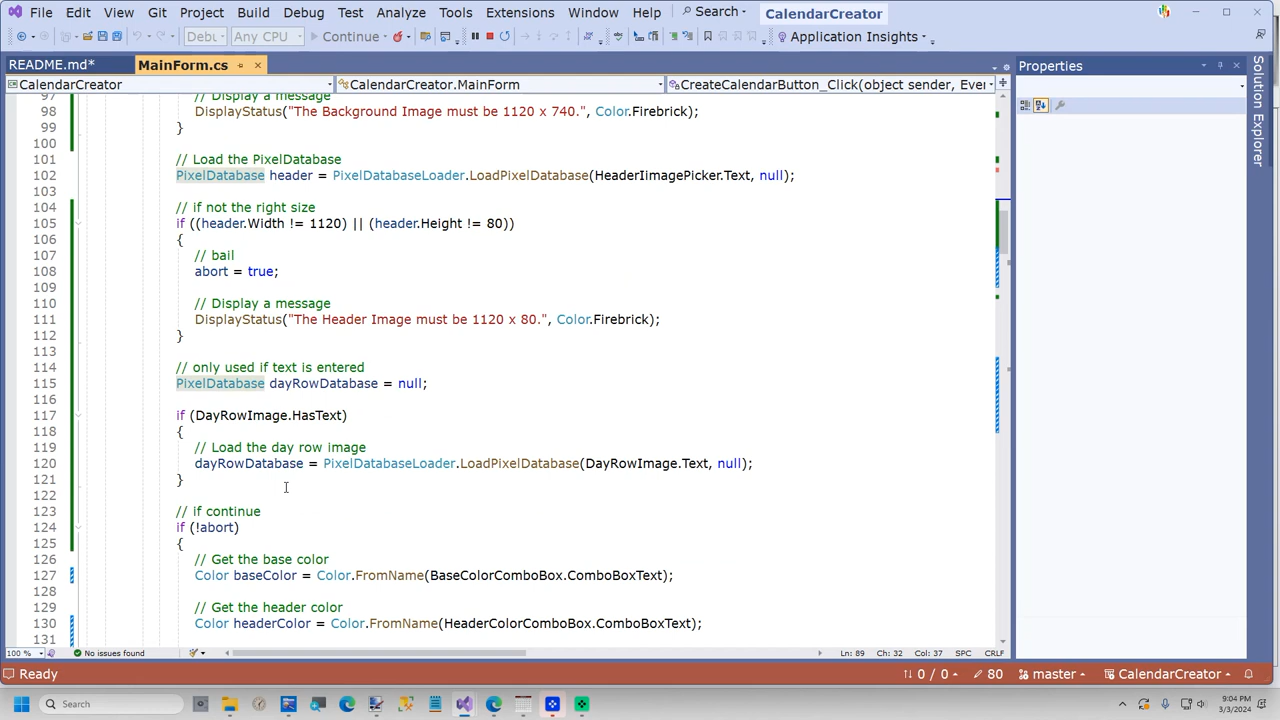 File Edit View Git Project Build Debug Test Analyze Tools Extensions Window Help Search CalendarCreator
Debu Any CPU Continue Application Insights
README.md* MainForm.cs Properties
CalendarCreator CalendarCreator.MainForm CreateCalendarButton_Click(object sender, Ever
97 // Display a message
98 DisplayStatus("The Background Image must be 1120 x 740.", Color.Firebrick);
99 }
100
101 // Load the PixelDatabase
102 PixelDatabase header = PixelDatabaseLoader.LoadPixelDatabase(HeaderIimagePicker.Text, null);
103
104 // if not the right size
105 if ((header.Width != 1120) || (header.Height != 80))
106 {
107 // bail
108 abort = true;
109
110 // Display a message
111 DisplayStatus("The Header Image must be 1120 x 80.", Color.Firebrick);
112 }
113
114 // only used if text is entered
115 PixelDatabase dayRowDatabase = null;
116
117 if (DayRowImage.HasText)
118 {
119 // Load the day row image
120 dayRowDatabase = PixelDatabaseLoader.LoadPixelDatabase(DayRowImage.Text, null);
121 }
122
123 // if continue
124 if (!abort)
125 {
126 // Get the base color
127 Color baseColor = Color.FromName(BaseColorComboBox.ComboBoxText);
128
129 // Get the header color
130 Color headerColor = Color.FromName(HeaderColorComboBox.ComboBoxText);
131
Solution Explorer
100 % No issues found Ln: 89 Ch: 32 Col: 37 SPC CRLF
Ready 0 / 0 80 master CalendarCreator
Search 9:04 PM
3/3/2024